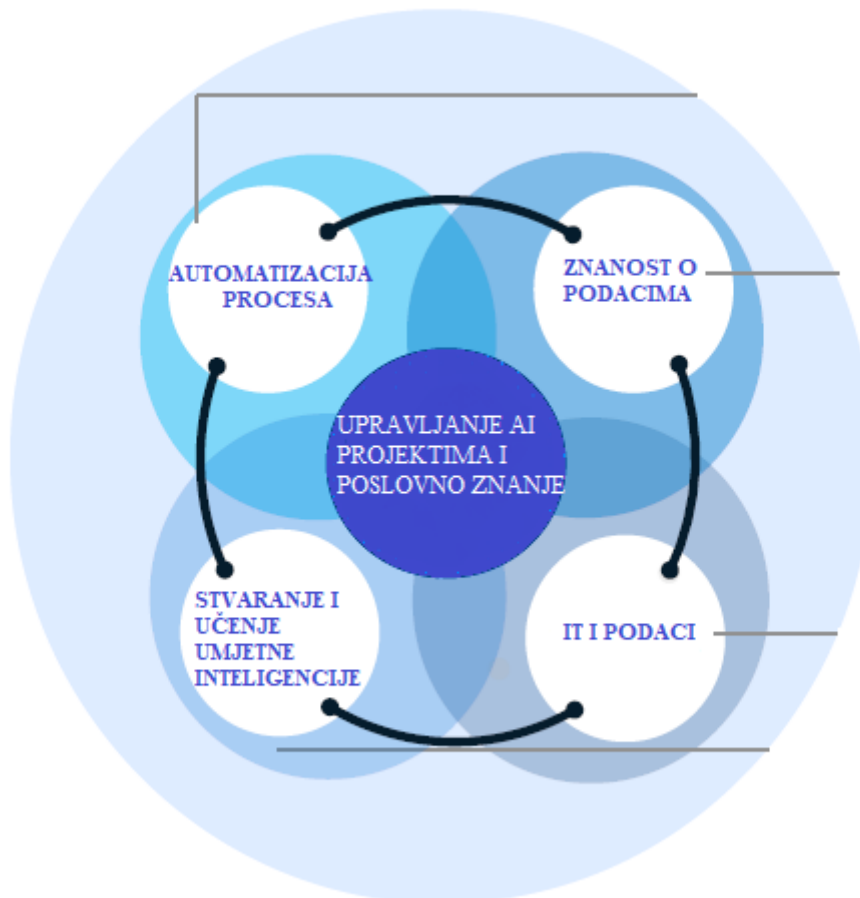 AUTOMATIZACIJA
PROCESA
ZNANOST O
PODACIMA
UPRAVLJANJE AI
PROJEKTIMA I
POSLOVNO ZNANJE
STVARANJE I
UČENJE
UMJETNE
INTELIGENCIJE
IT I PODACI